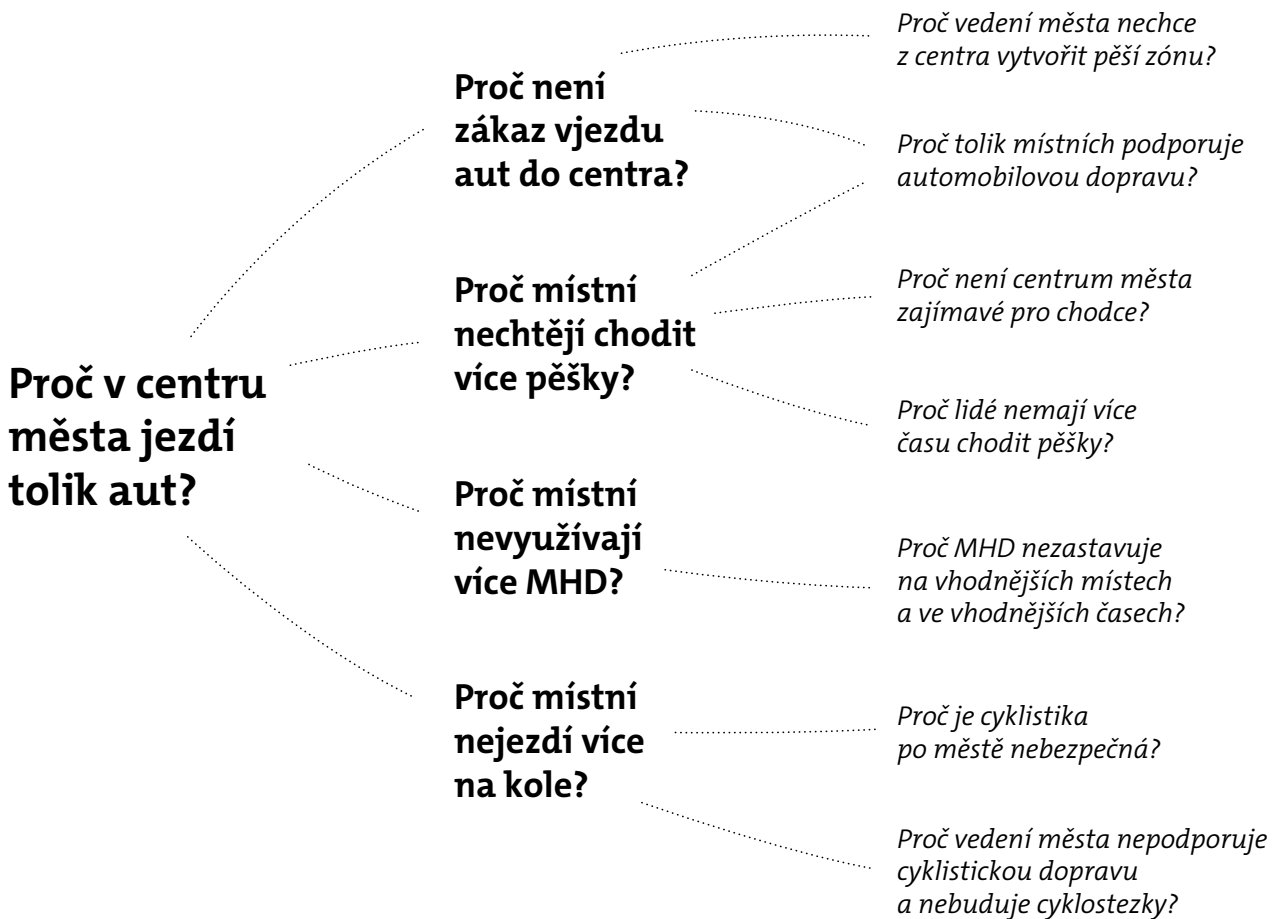 Proč v centru
města jezdí
tolik aut?
Proč není
zákaz vjezdu
aut do centra?
Proč místní
nechtějí chodit
více pěšky?
Proč místní
nevyužívají
více MHD?
Proč místní
nejezdí více
na kole?
Proč vedení města nechce
z centra vytvořit pěší zónu?
Proč tolik místních podporuje
automobilovou dopravu?
Proč není centrum města
zajímavé pro chodce?
Proč lidé nemají více
času chodit pěšky?
Proč MHD nezastavuje
na vhodnějších místech
a ve vhodnějších časech?
Proč je cyklistika
po městě nebezpečná?
Proč vedení města nepodporuje
cyklistickou dopravu
a nebuduje cyklostezky?